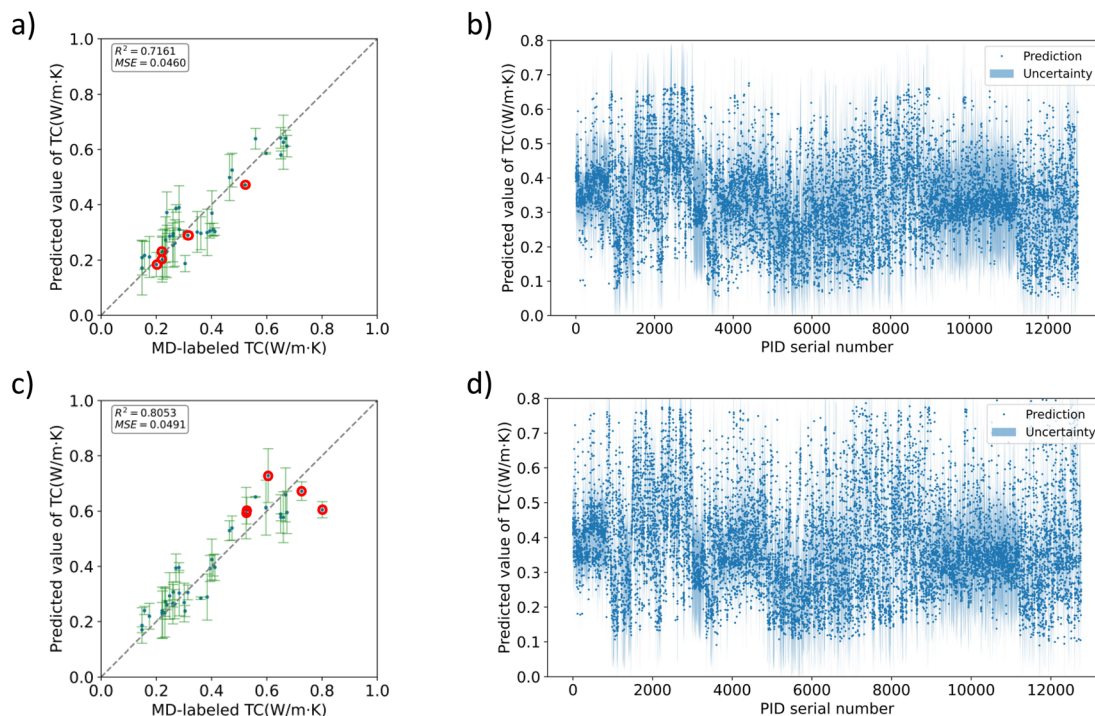 a)
1.0
0.8
0.6
0.4
0.2
0.0
0.0 0.2 0.4 0.6 0.8 1.0
Predicted value of TC(W/m·K)
MD-labeled TC(W/m·K)
R² = 0.7161
MSE = 0.0460
b)
0.8
0.7
0.6
0.5
0.4
0.3
0.2
0.1
0.0
0 2000 4000 6000 8000 10000 12000
Predicted value of TC((W/m·K))
PID serial number
Prediction
Uncertainty
c)
1.0
0.8
0.6
0.4
0.2
0.0
0.0 0.2 0.4 0.6 0.8 1.0
Predicted value of TC(W/m·K)
MD-labeled TC(W/m·K)
R² = 0.8053
MSE = 0.0491
d)
0.8
0.7
0.6
0.5
0.4
0.3
0.2
0.1
0.0
0 2000 4000 6000 8000 10000 12000
Predicted value of TC((W/m·K))
PID serial number
Prediction
Uncertainty